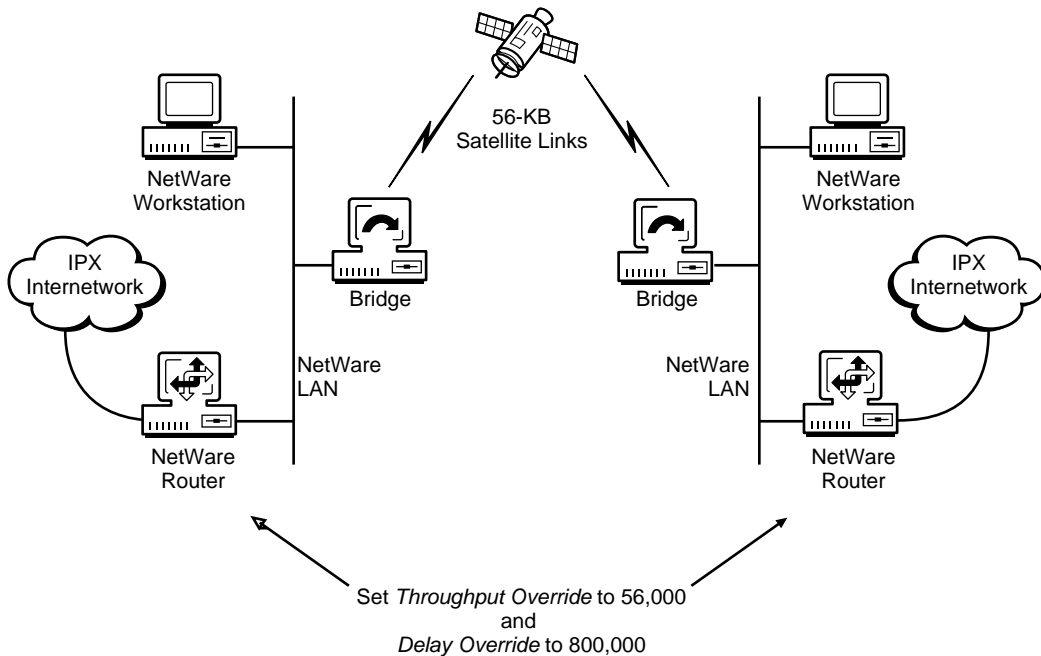 56-KB
Satellite Links
NetWare
Workstation
NetWare
Workstation
IPX
Internetwork
Bridge
Bridge
IPX
Internetwork
NetWare
LAN
NetWare
LAN
NetWare
Router
NetWare
Router
Set Throughput Override to 56,000
and
Delay Override to 800,000